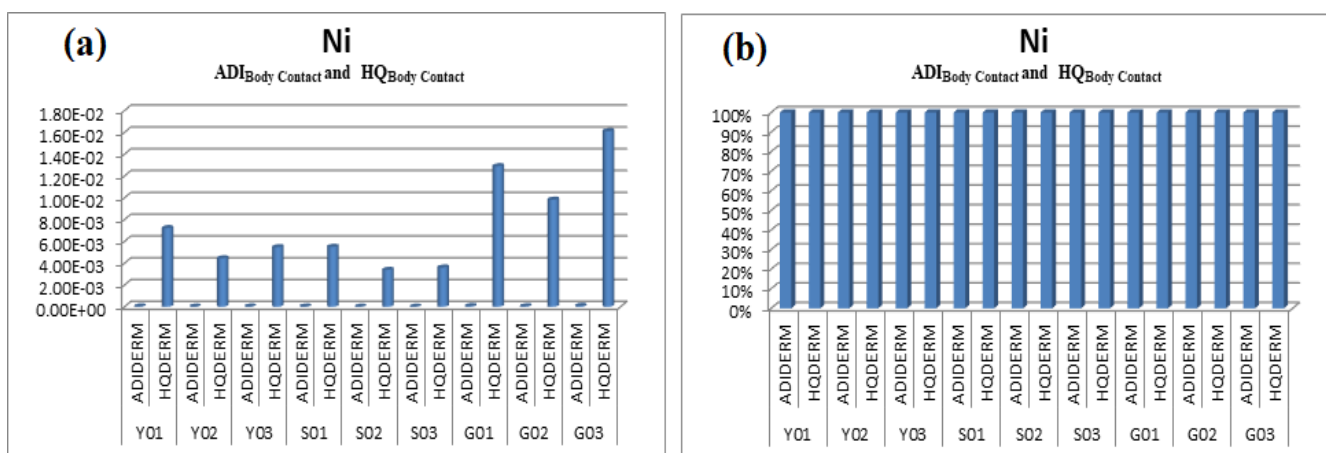 (a)
Ni
ADIBody Contact and HQBody Contact
1.80E-02
1.60E-02
1.40E-02
1.20E-02
1.00E-02
8.00E-03
6.00E-03
4.00E-03
2.00E-03
0.00E+00
ADIDERM HQDERM ADIDERM HQDERM ADIDERM HQDERM ADIDERM HQDERM ADIDERM HQDERM ADIDERM HQDERM ADIDERM HQDERM ADIDERM HQDERM ADIDERM HQDERM
Y01 Y02 Y03 S01 S02 S03 G01 G02 G03
(b)
Ni
ADIBody Contact and HQBody Contact
100%
90%
80%
70%
60%
50%
40%
30%
20%
10%
0%
ADIDERM HQDERM ADIDERM HQDERM ADIDERM HQDERM ADIDERM HQDERM ADIDERM HQDERM ADIDERM HQDERM ADIDERM HQDERM ADIDERM HQDERM ADIDERM HQDERM
Y01 Y02 Y03 S01 S02 S03 G01 G02 G03